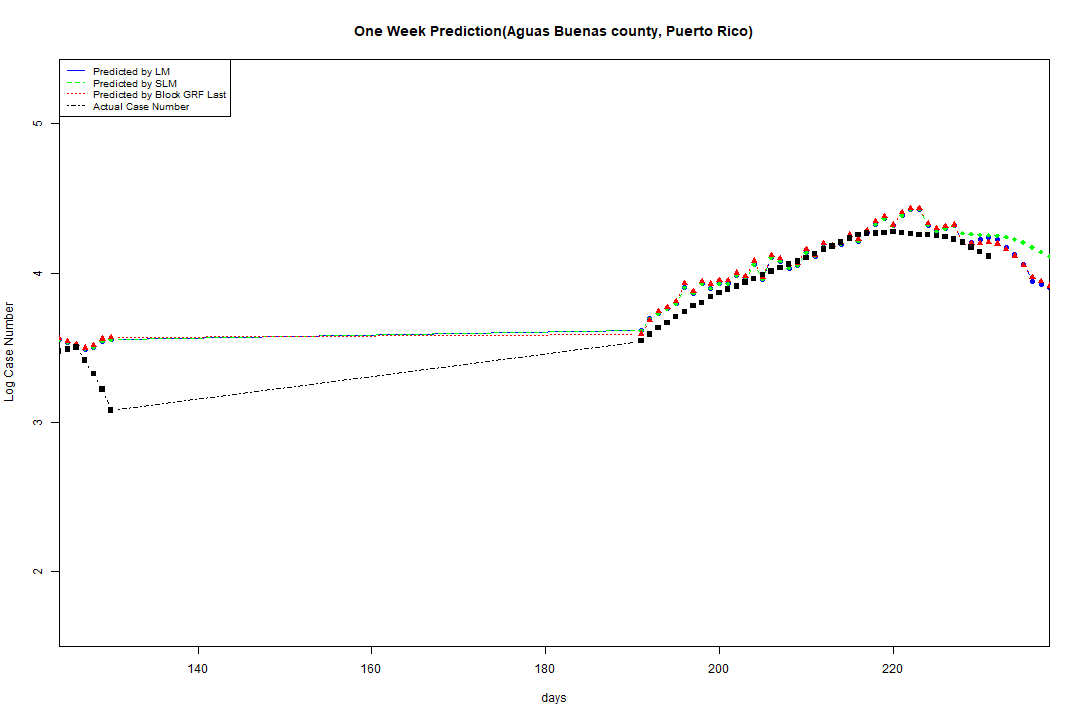 One Week Prediction(Aguas Buenas county, Puerto Rico)
Predicted by LM
Predicted by SLM
Predicted by Block GRF Last
Actual Case Number
5
4
3
2
Log Case Number
140
160
180
200
220
days